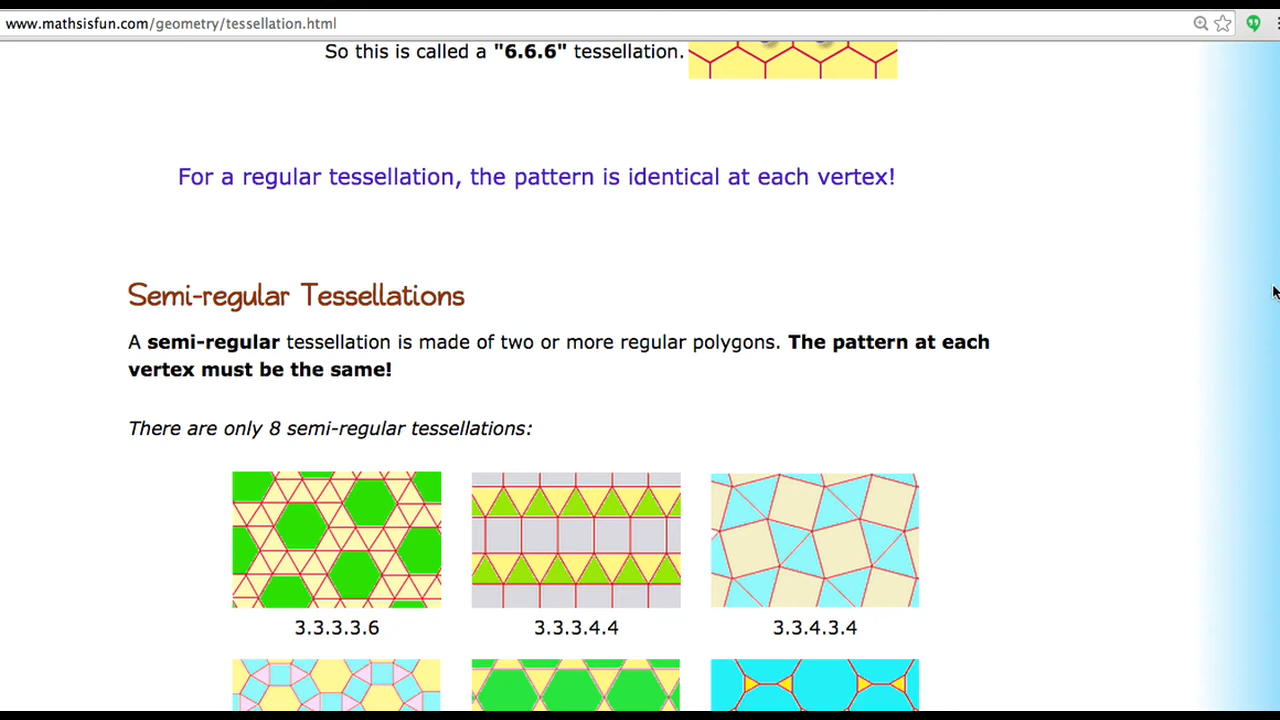 www.mathsisfun.com/geometry/tessellation.html
So this is called a "6.6.6" tessellation.
For a regular tessellation, the pattern is identical at each vertex!
Semi-regular Tessellations
A semi-regular tessellation is made of two or more regular polygons. The pattern at each
vertex must be the same!
There are only 8 semi-regular tessellations:
3.3.3.3.6
3.3.3.4.4
3.3.4.3.4